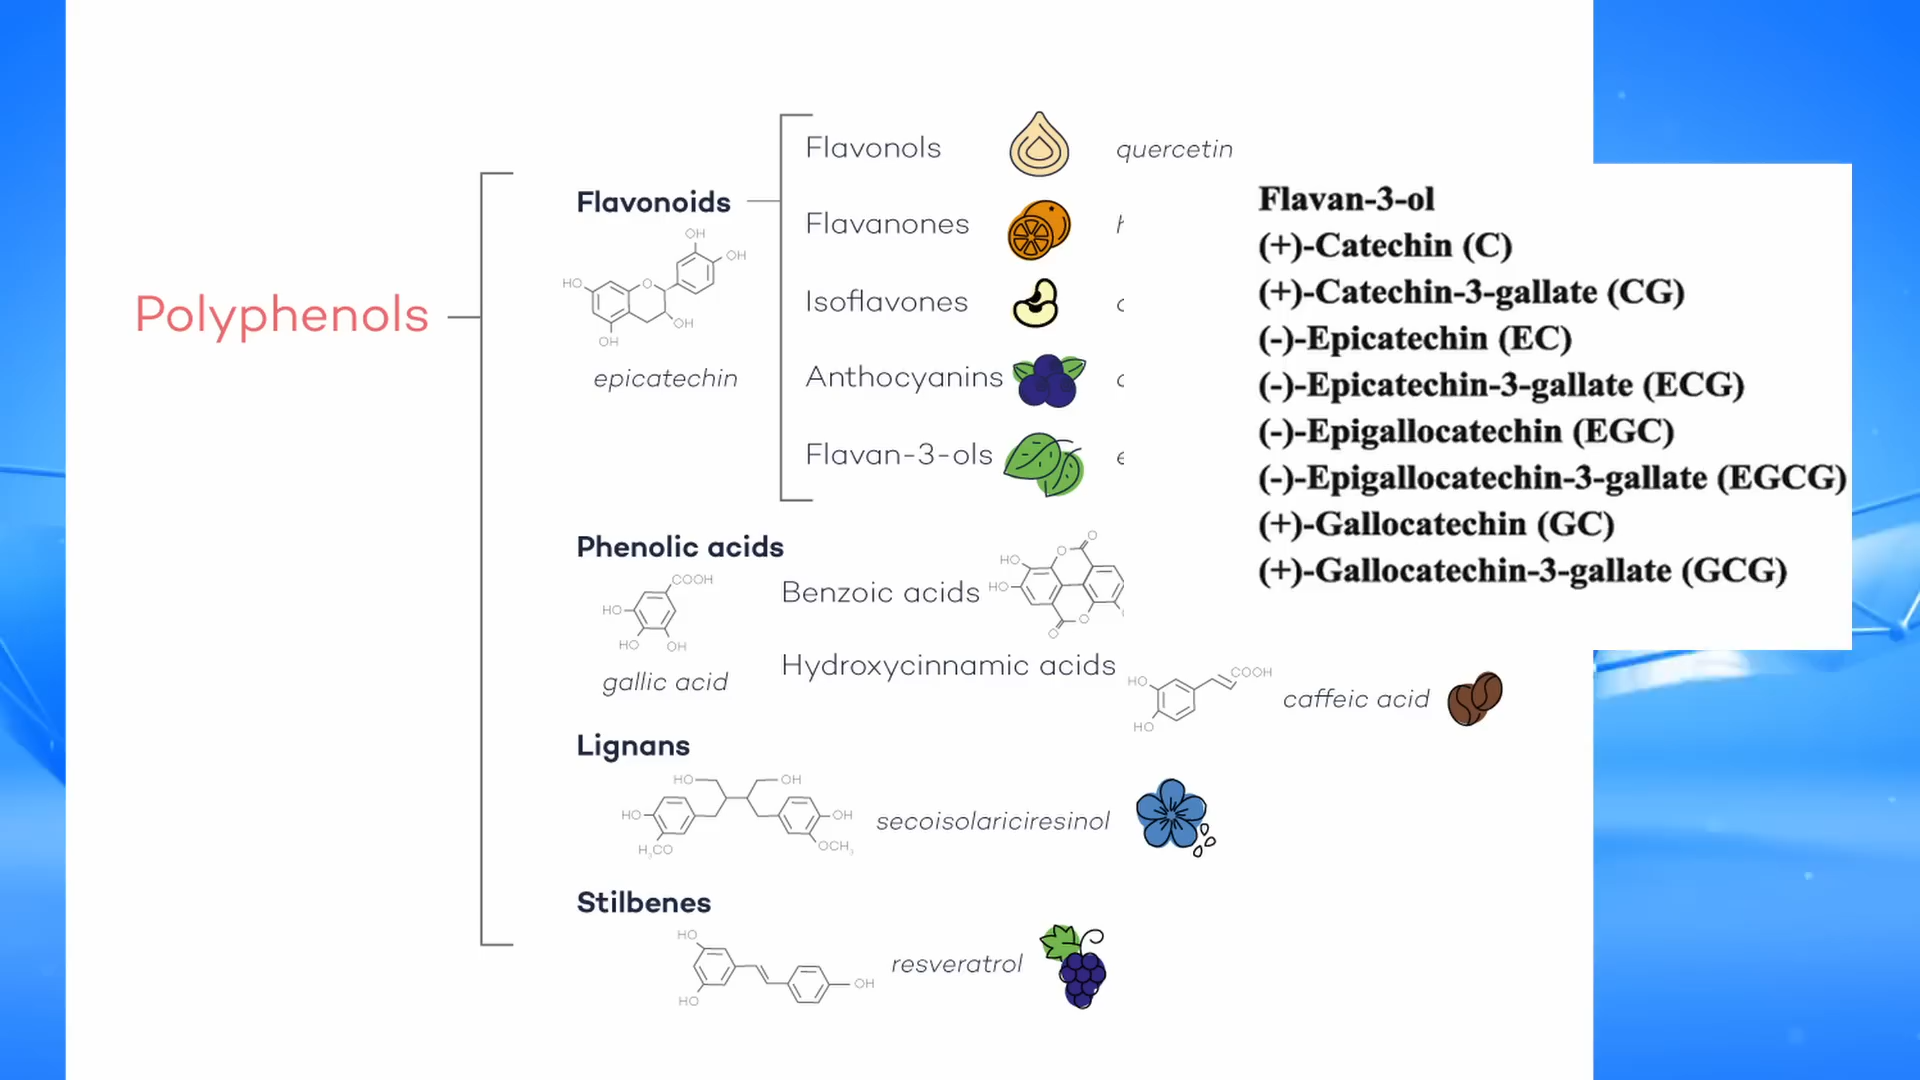 Polyphenols
Flavonoids
OH
OH
HO
O
OH
OH
epicatechin
Flavonols
quercetin
Flavanones
Isoflavones
Anthocyanins
Flavan-3-ols
Flavan-3-ol
(+)-Catechin (C)
(+)-Catechin-3-gallate (CG)
(-)-Epicatechin (EC)
(-)-Epicatechin-3-gallate (ECG)
(-)-Epigallocatechin (EGC)
(-)-Epigallocatechin-3-gallate (EGCG)
(+)-Gallocatechin (GC)
(+)-Gallocatechin-3-gallate (GCG)
Phenolic acids
COOH
HO
HO
OH
gallic acid
Benzoic acids
O
O
HO
HO
O
O
Hydroxycinnamic acids
COOH
HO
HO
caffeic acid
Lignans
HO
OH
HO
OH
H3CO
OCH3
secoisolariciresinol
Stilbenes
HO
OH
HO
resveratrol